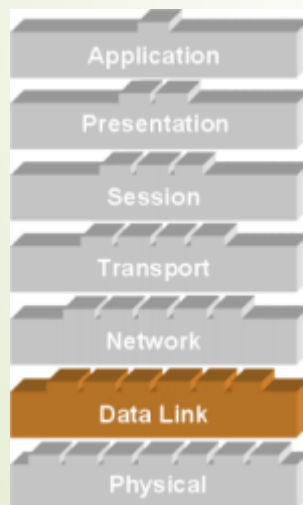 Application
Presentation
Session
Transport
Network
Data Link
Physical